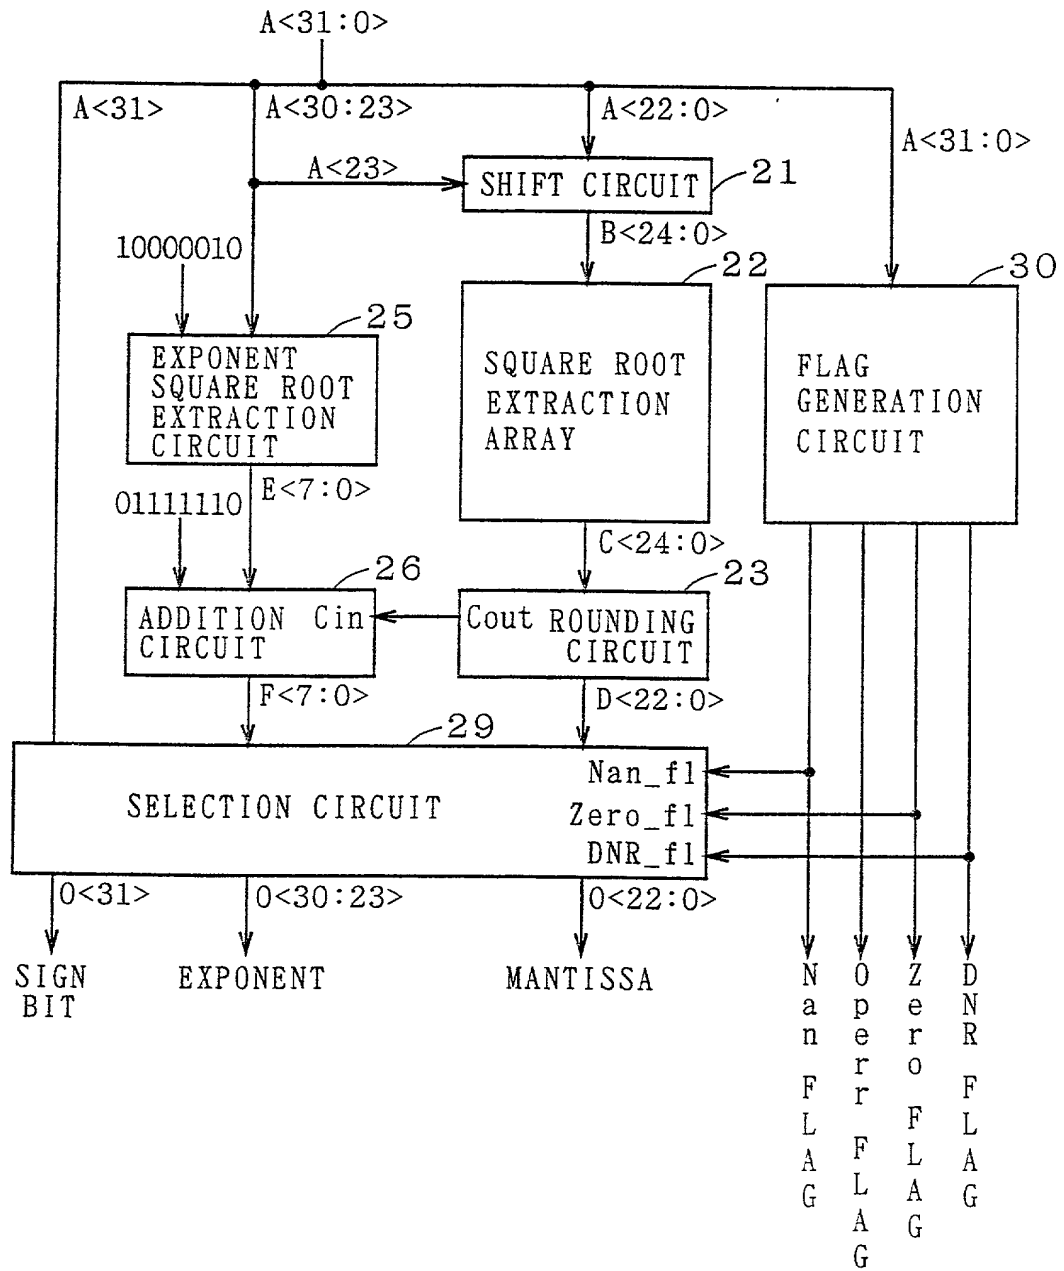 A<31:0>
A<31>
A<30:23>
A<22:0>
A<31:0>
A<23>
SHIFT CIRCUIT
21
B<24:0>
10000010
22
30
25
EXPONENT
SQUARE ROOT
EXTRACTION
CIRCUIT
SQUARE ROOT
EXTRACTION
ARRAY
FLAG
GENERATION
CIRCUIT
E<7:0>
01111110
C<24:0>
26
23
ADDITION Cin
CIRCUIT
Cout ROUNDING
CIRCUIT
F<7:0>
D<22:0>
29
SELECTION CIRCUIT
Nan_fl
Zero_fl
DNR_fl
O<31>
O<30:23>
O<22:0>
SIGN
BIT
EXPONENT
MANTISSA
Nan FLAG
Operr FLAG
Zero FLAG
DNR FLAG